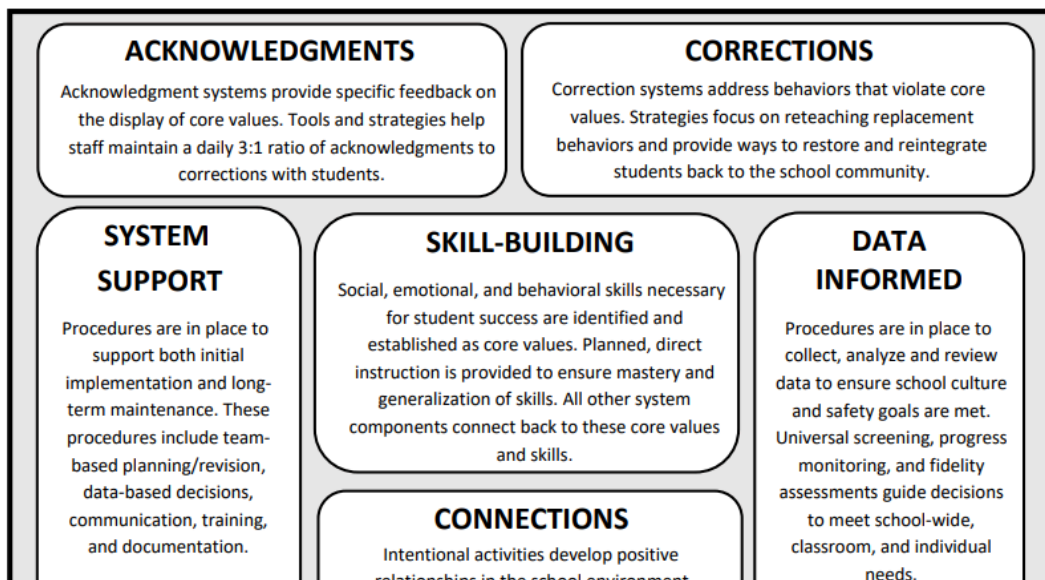 ACKNOWLEDGMENTS
Acknowledgment systems provide specific feedback on
the display of core values. Tools and strategies help
staff maintain a daily 3:1 ratio of acknowledgments to
corrections with students.
CORRECTIONS
Correction systems address behaviors that violate core
values. Strategies focus on reteaching replacement
behaviors and provide ways to restore and reintegrate
students back to the school community.
SYSTEM
SUPPORT
Procedures are in place to
support both initial
implementation and long-
term maintenance. These
procedures include team-
based planning/revision,
data-based decisions,
communication, training,
and documentation.
SKILL-BUILDING
Social, emotional, and behavioral skills necessary
for student success are identified and
established as core values. Planned, direct
instruction is provided to ensure mastery and
generalization of skills. All other system
components connect back to these core values
and skills.
CONNECTIONS
Intentional activities develop positive
relationships in the school environment
DATA
INFORMED
Procedures are in place to
collect, analyze and review
data to ensure school culture
and safety goals are met.
Universal screening, progress
monitoring, and fidelity
assessments guide decisions
to meet school-wide,
classroom, and individual
needs.